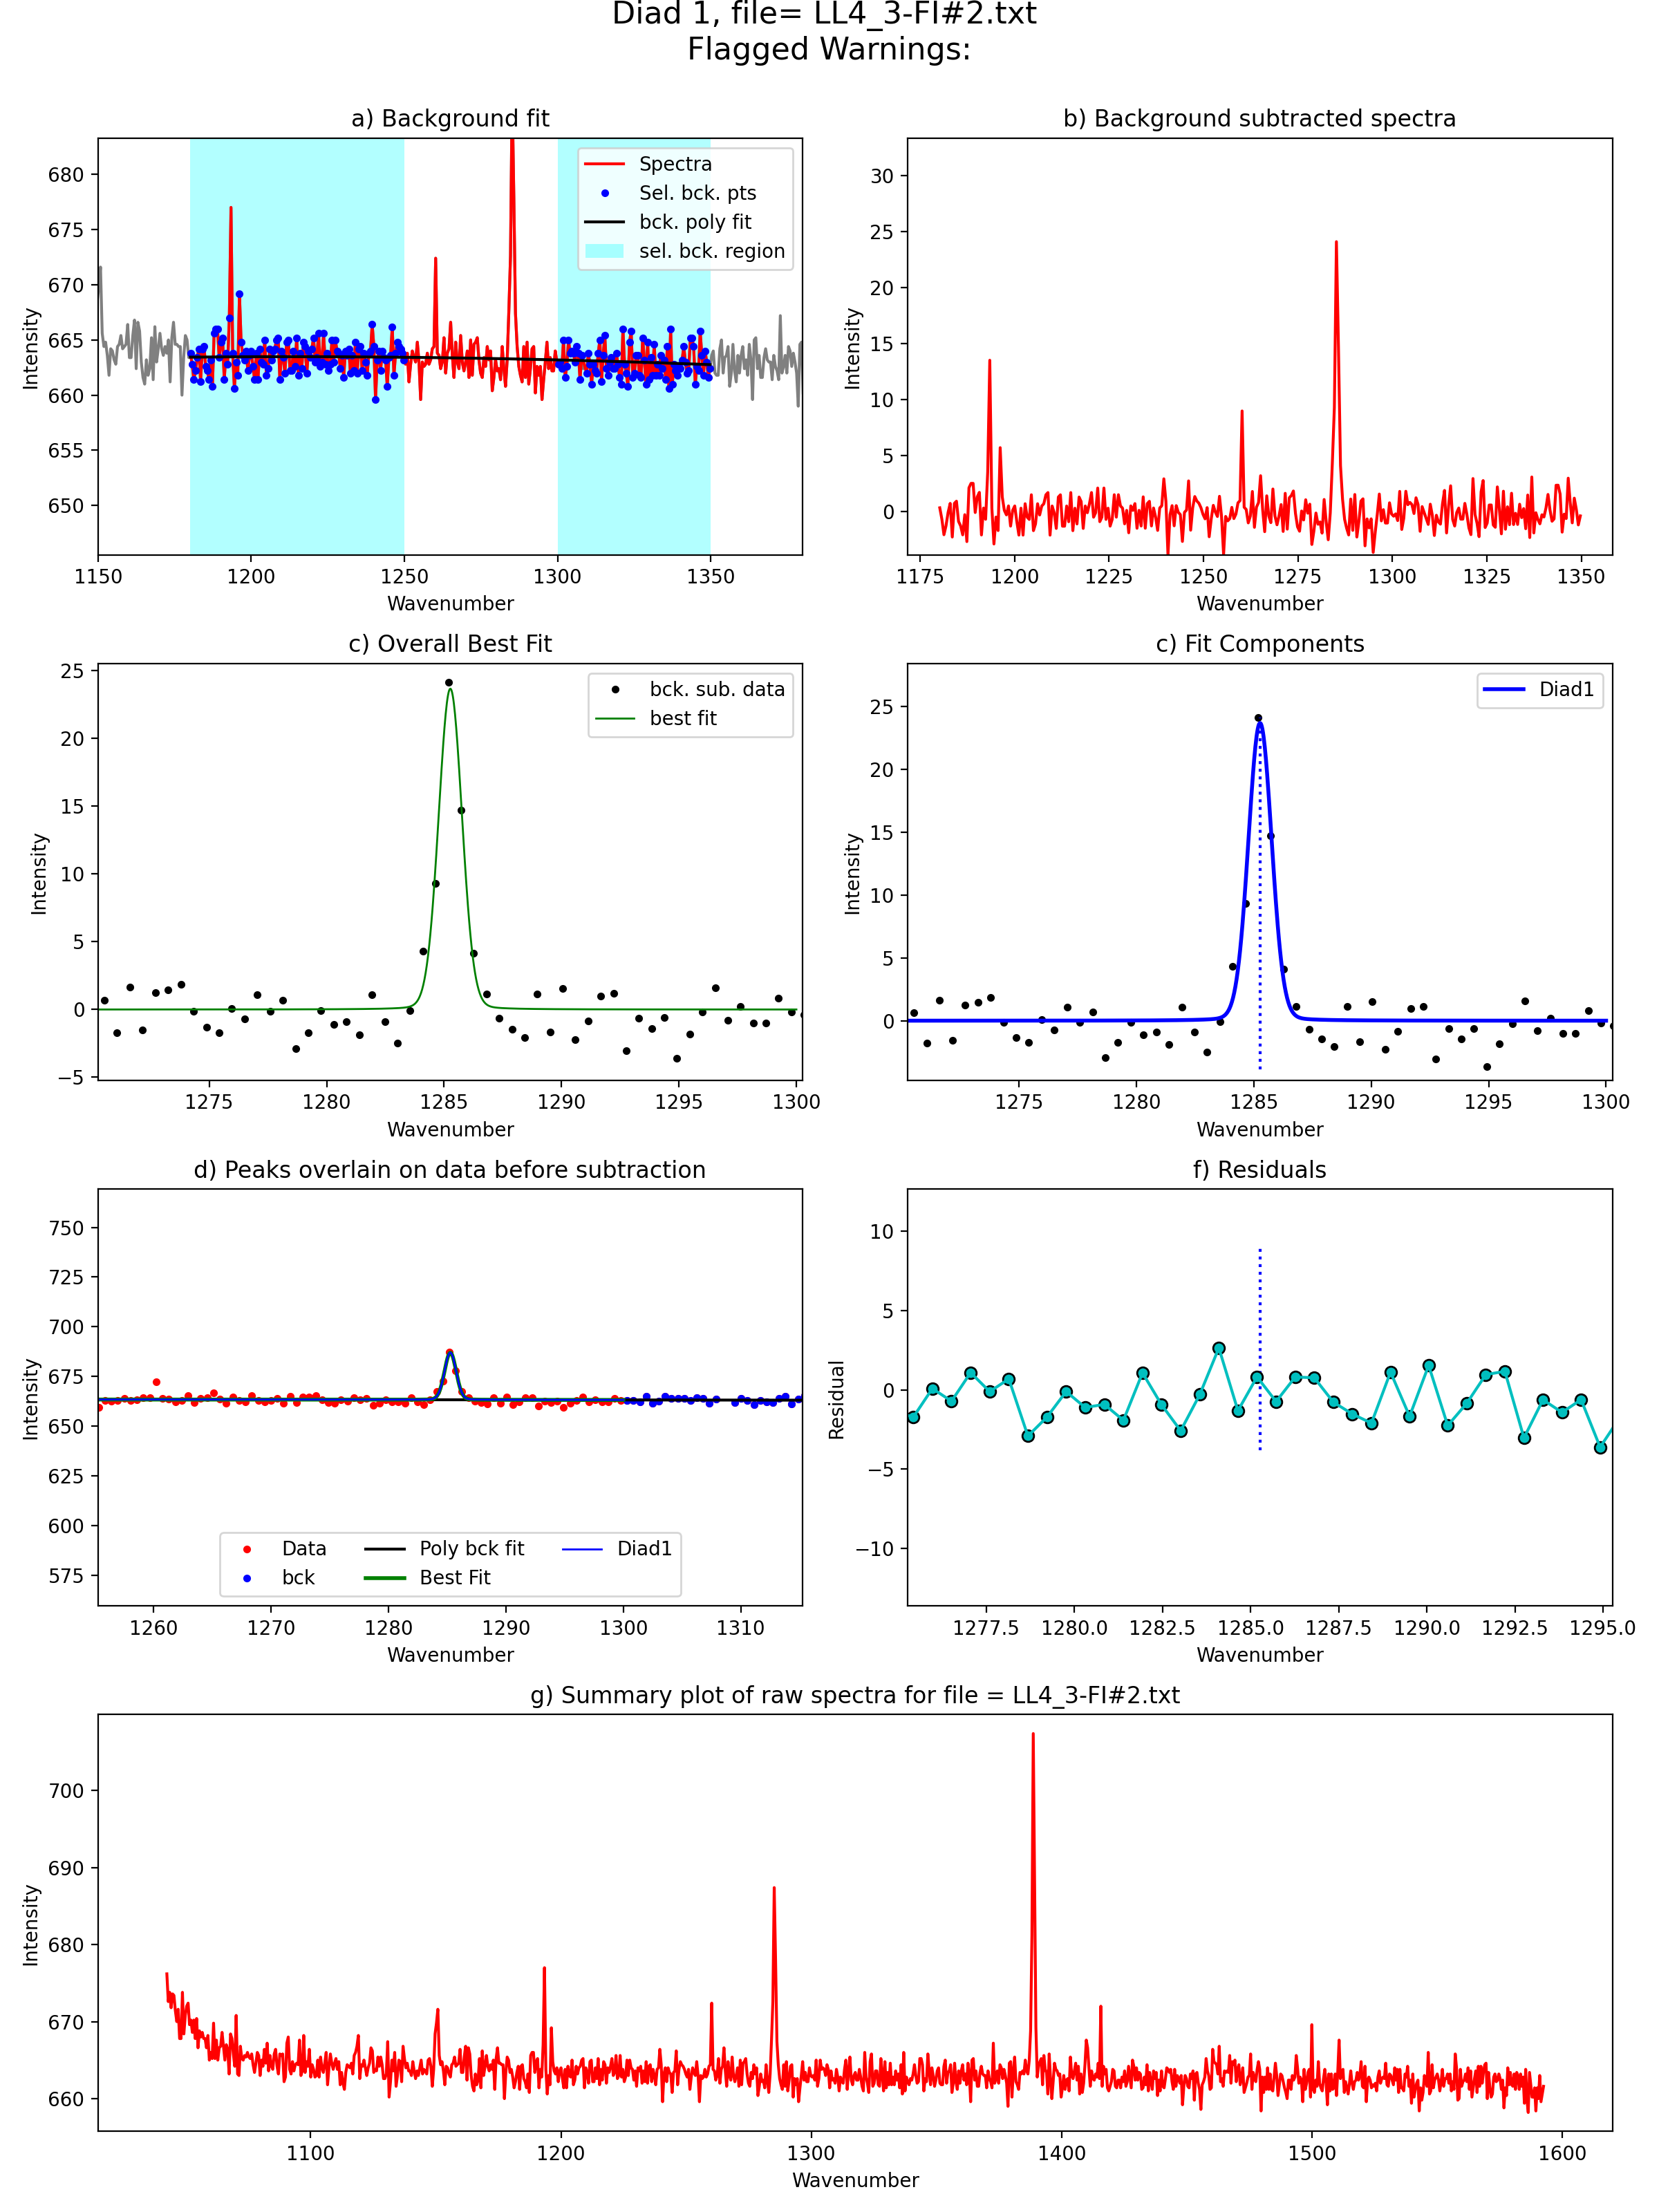 Diad 1, file= LL4_3-FI#2.txt
Flagged Warnings:
a) Background fit
Intensity
680
675
670
665
660
655
650
Spectra
Sel. bck. pts
bck. poly fit
sel. bck. region
1150 1200 1250 1300 1350
Wavenumber
b) Background subtracted spectra
Intensity
30
25
20
15
10
5
0
1175 1200 1225 1250 1275 1300 1325 1350
Wavenumber
c) Overall Best Fit
Intensity
25
20
15
10
5
0
−5
bck. sub. data
best fit
1275 1280 1285 1290 1295 1300
Wavenumber
c) Fit Components
Intensity
25
20
15
10
5
0
Diad1
1275 1280 1285 1290 1295 1300
Wavenumber
d) Peaks overlain on data before subtraction
Intensity
750
725
700
675
650
625
600
575
Data
bck
Poly bck fit
Best Fit
Diad1
1260 1270 1280 1290 1300 1310
Wavenumber
f) Residuals
Residual
10
5
0
−5
−10
1277.5 1280.0 1282.5 1285.0 1287.5 1290.0 1292.5 1295.0
Wavenumber
g) Summary plot of raw spectra for file = LL4_3-FI#2.txt
Intensity
700
690
680
670
660
1100 1200 1300 1400 1500 1600
Wavenumber